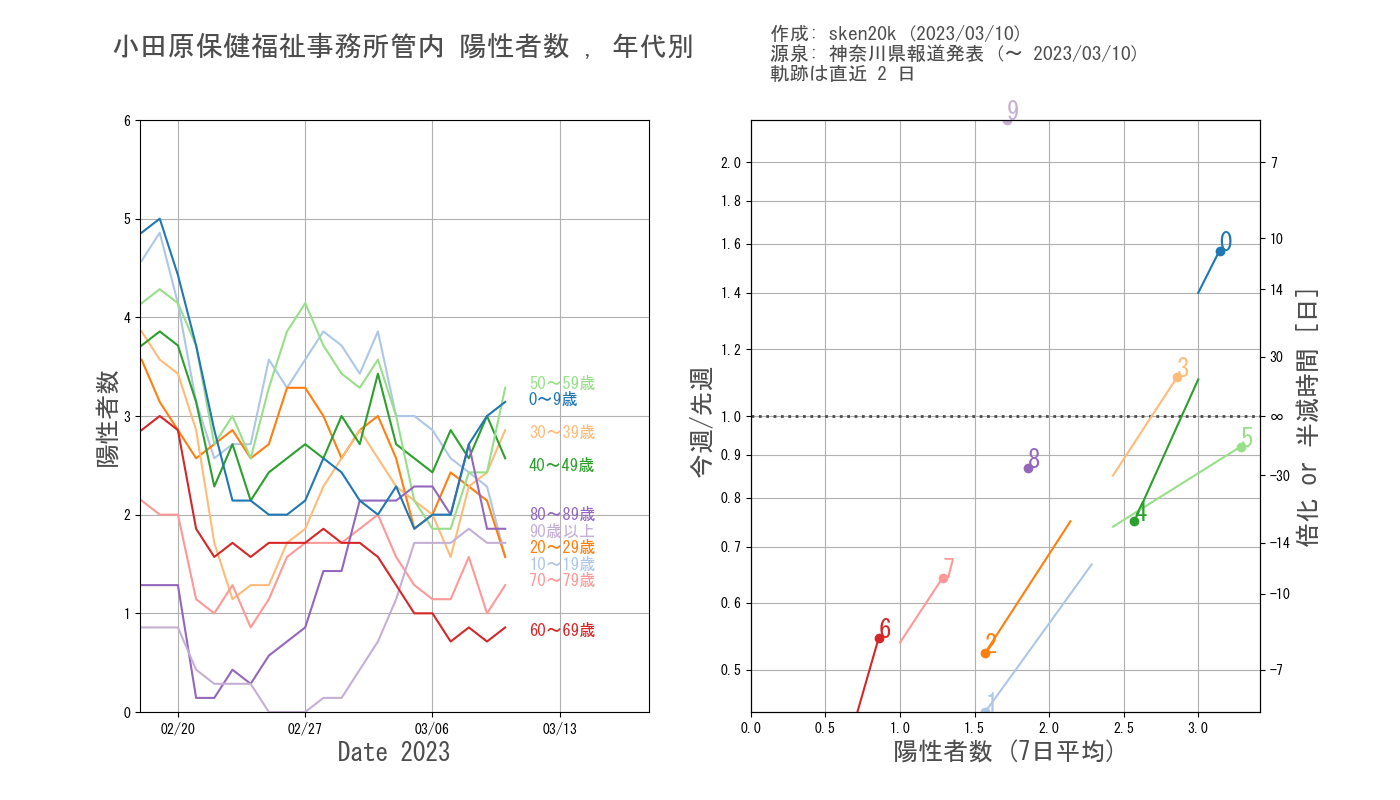 小田原保健福祉事務所管内 陽性者数 , 年代別
作成: sken20k (2023/03/10)
源泉: 神奈川県報道発表 (〜 2023/03/10)
軌跡は直近 2 日
6
5
4
3
2
1
0
陽性者数
02/20
02/27
03/06
03/13
Date 2023
50〜59歳
0〜9歳
30〜39歳
40〜49歳
80〜89歳
90歳以上
20〜29歳
10〜19歳
70〜79歳
60〜69歳
2.0
1.8
1.6
1.4
1.2
1.0
0.9
0.8
0.7
0.6
0.5
今週/先週
9
0
3
5
8
4
7
6
2
1
0.0
0.5
1.0
1.5
2.0
2.5
3.0
陽性者数 (7日平均)
7
10
14
30
∞
−30
−14
−10
−7
倍化 or 半減時間 [日]